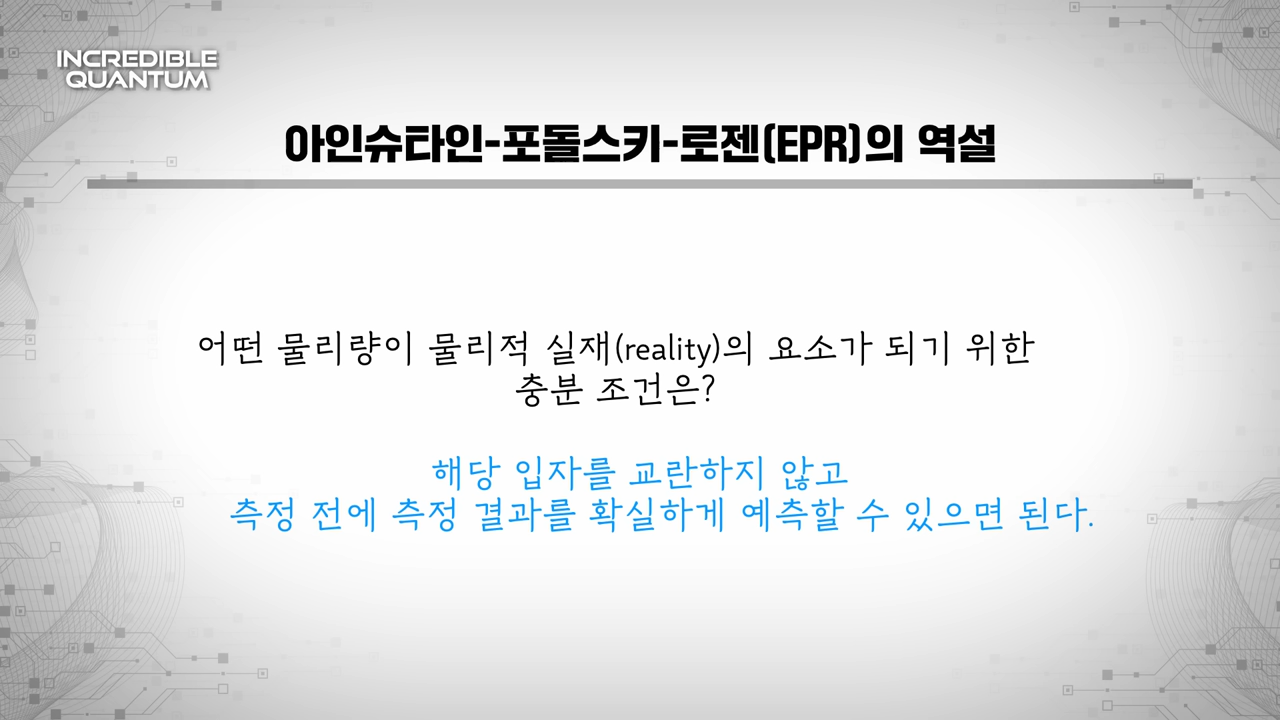 INCREDIBLE
QUANTUM
아인슈타인-포돌스키-로젠(EPR)의 역설
어떤 물리량이 물리적 실재(reality)의 요소가 되기 위한
충분 조건은?
해당 입자를 교란하지 않고
측정 전에 측정 결과를 확실하게 예측할 수 있으면 된다.